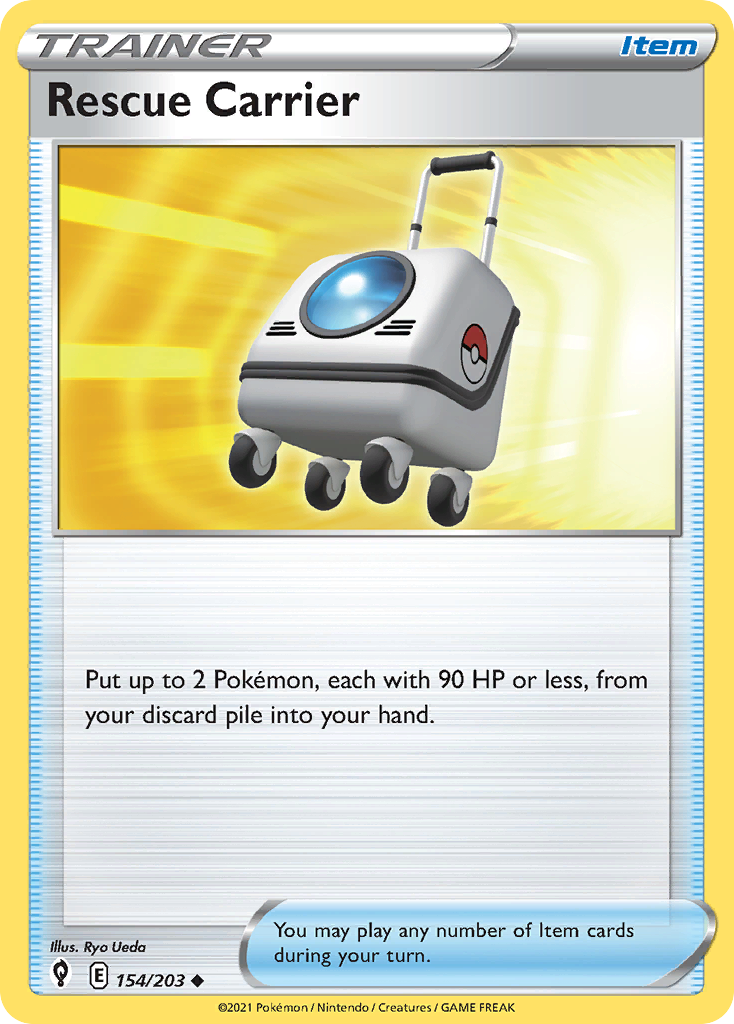 TRAINER
Item
Rescue Carrier
Put up to 2 Pokémon, each with 90 HP or less, from
your discard pile into your hand.
You may play any number of Item cards
during your turn.
Illus. Ryo Ueda
E 154/203
©2021 Pokémon / Nintendo / Creatures / GAME FREAK